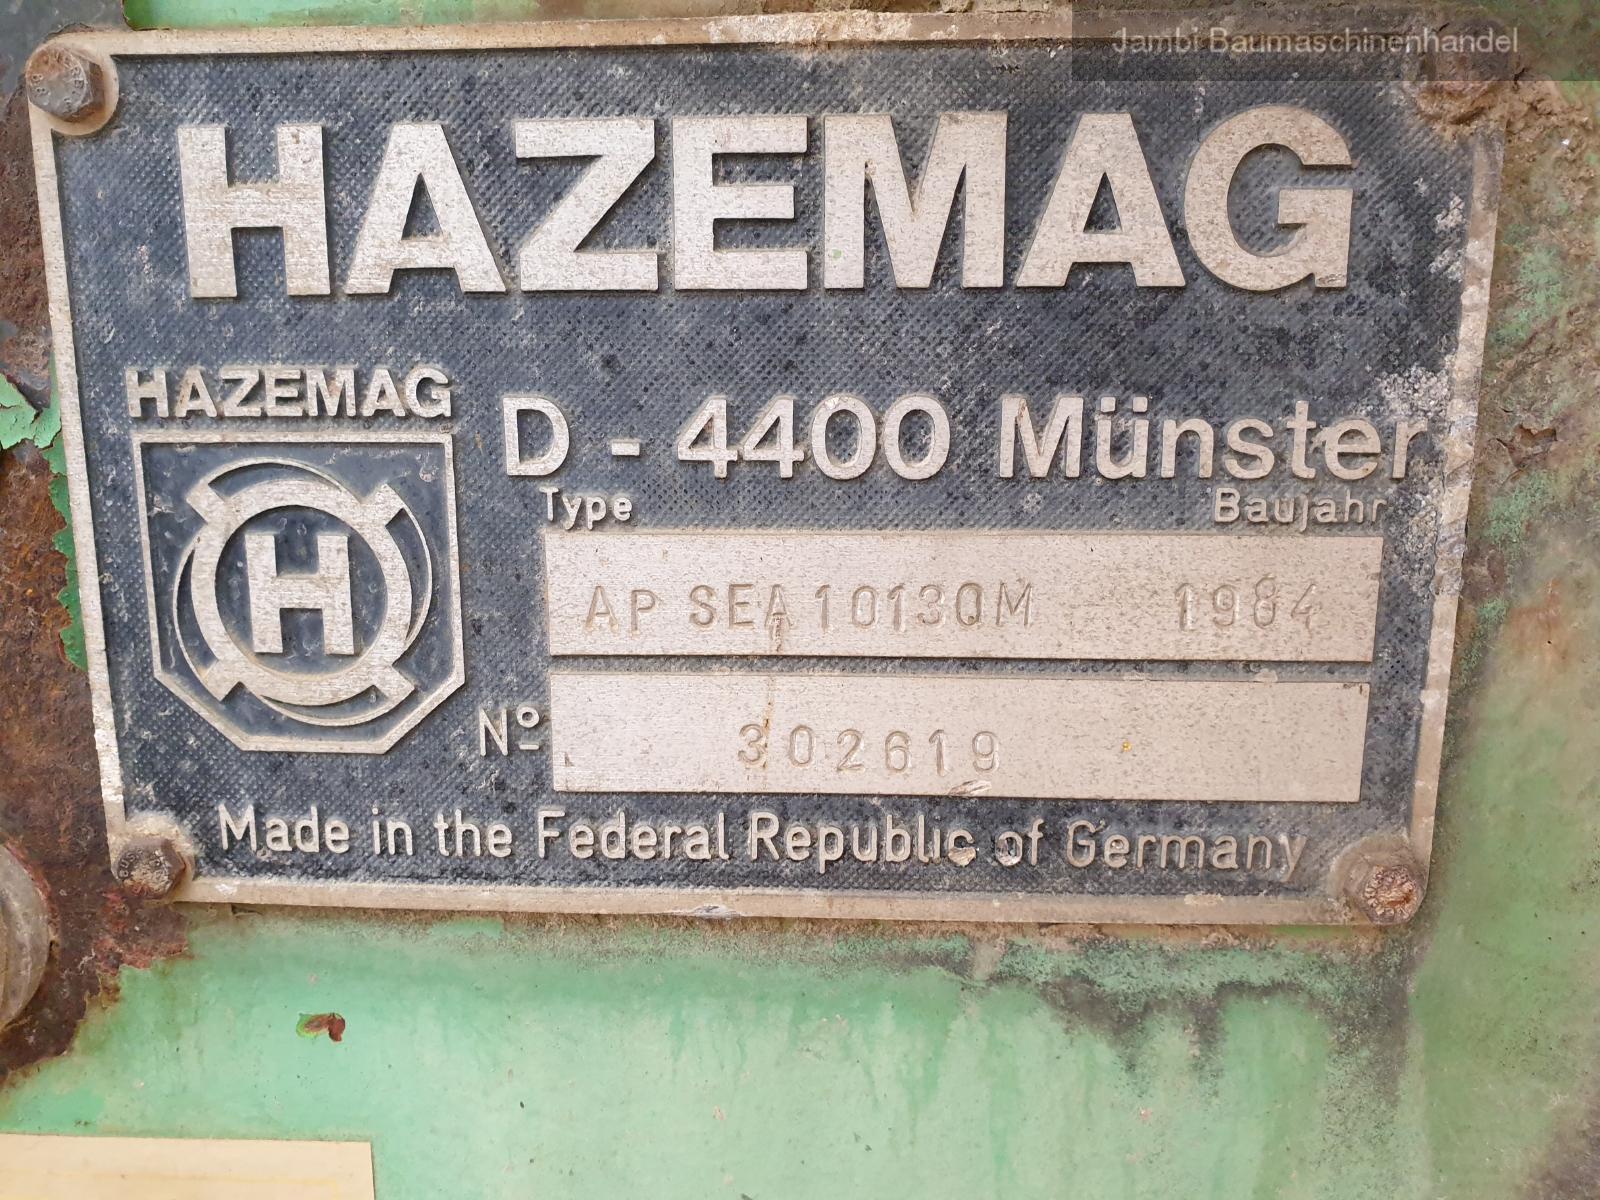 Jambi Baumaschinenhandel
HAZEMAG
HAZEMAG
H
D - 4400 Münster
Type Baujahr
AP SEA 1013QM 1984
Nº 302619
Made in the Federal Republic of Germany